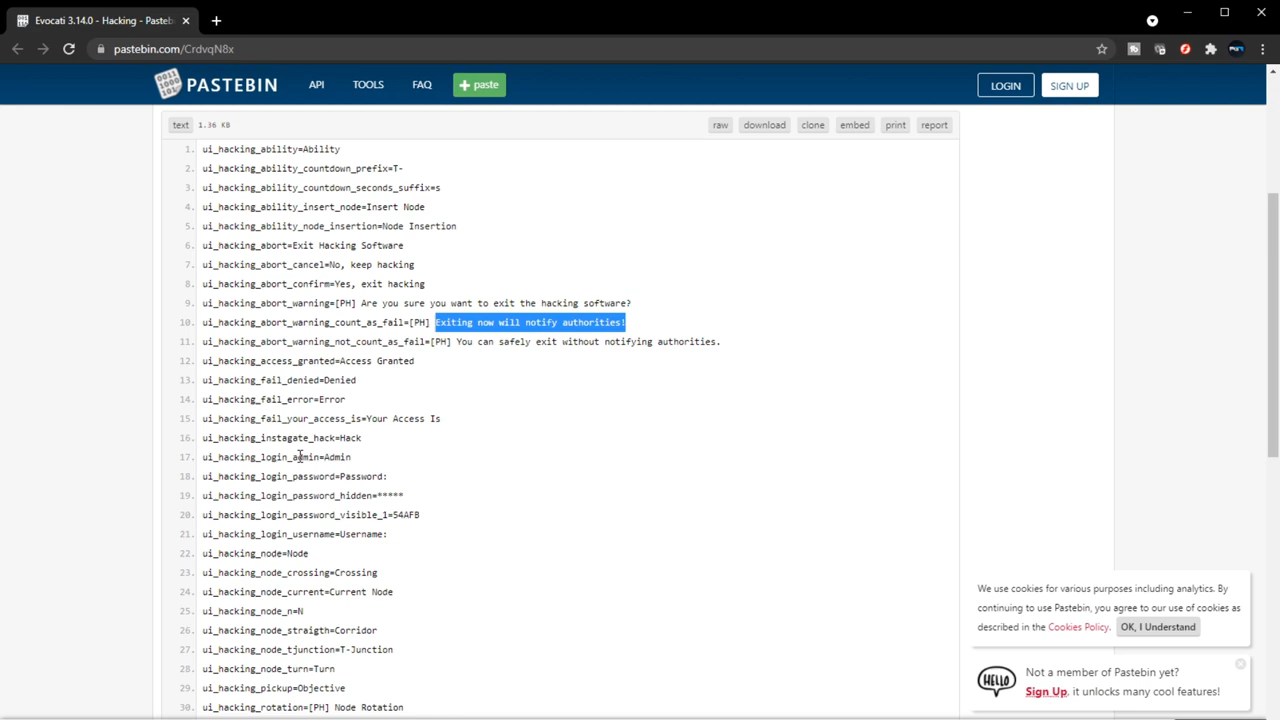 Evocati 3.14.0 - Hacking - Pasteb
pastebin.com/CrdvqN8x
0011
1000
101
PASTEBIN
API
TOOLS
FAQ
+ paste
LOGIN
SIGN UP
text 1.36 KB
raw
download
clone
embed
print
report
1. ui_hacking_ability=Ability
2. ui_hacking_ability_countdown_prefix=T-
3. ui_hacking_ability_countdown_seconds_suffix=s
4. ui_hacking_ability_insert_node=Insert Node
5. ui_hacking_ability_node_insertion=Node Insertion
6. ui_hacking_abort=Exit Hacking Software
7. ui_hacking_abort_cancel=No, keep hacking
8. ui_hacking_abort_confirm=Yes, exit hacking
9. ui_hacking_abort_warning=[PH] Are you sure you want to exit the hacking software?
10. ui_hacking_abort_warning_count_as_fail=[PH] Exiting now will notify authorities!
11. ui_hacking_abort_warning_not_count_as_fail=[PH] You can safely exit without notifying authorities.
12. ui_hacking_access_granted=Access Granted
13. ui_hacking_fail_denied=Denied
14. ui_hacking_fail_error=Error
15. ui_hacking_fail_your_access_is=Your Access Is
16. ui_hacking_instagate_hack=Hack
17. ui_hacking_login_admin=Admin
18. ui_hacking_login_password=Password:
19. ui_hacking_login_password_hidden=*****
20. ui_hacking_login_password_visible_1=54AFB
21. ui_hacking_login_username=Username:
22. ui_hacking_node=Node
23. ui_hacking_node_crossing=Crossing
24. ui_hacking_node_current=Current Node
25. ui_hacking_node_n=N
26. ui_hacking_node_straigth=Corridor
27. ui_hacking_node_tjunction=T-Junction
28. ui_hacking_node_turn=Turn
29. ui_hacking_pickup=Objective
30. ui_hacking_rotation=[PH] Node Rotation
We use cookies for various purposes including analytics. By
continuing to use Pastebin, you agree to our use of cookies as
described in the Cookies Policy. OK, I Understand
HELLO
Not a member of Pastebin yet?
Sign Up, it unlocks many cool features!